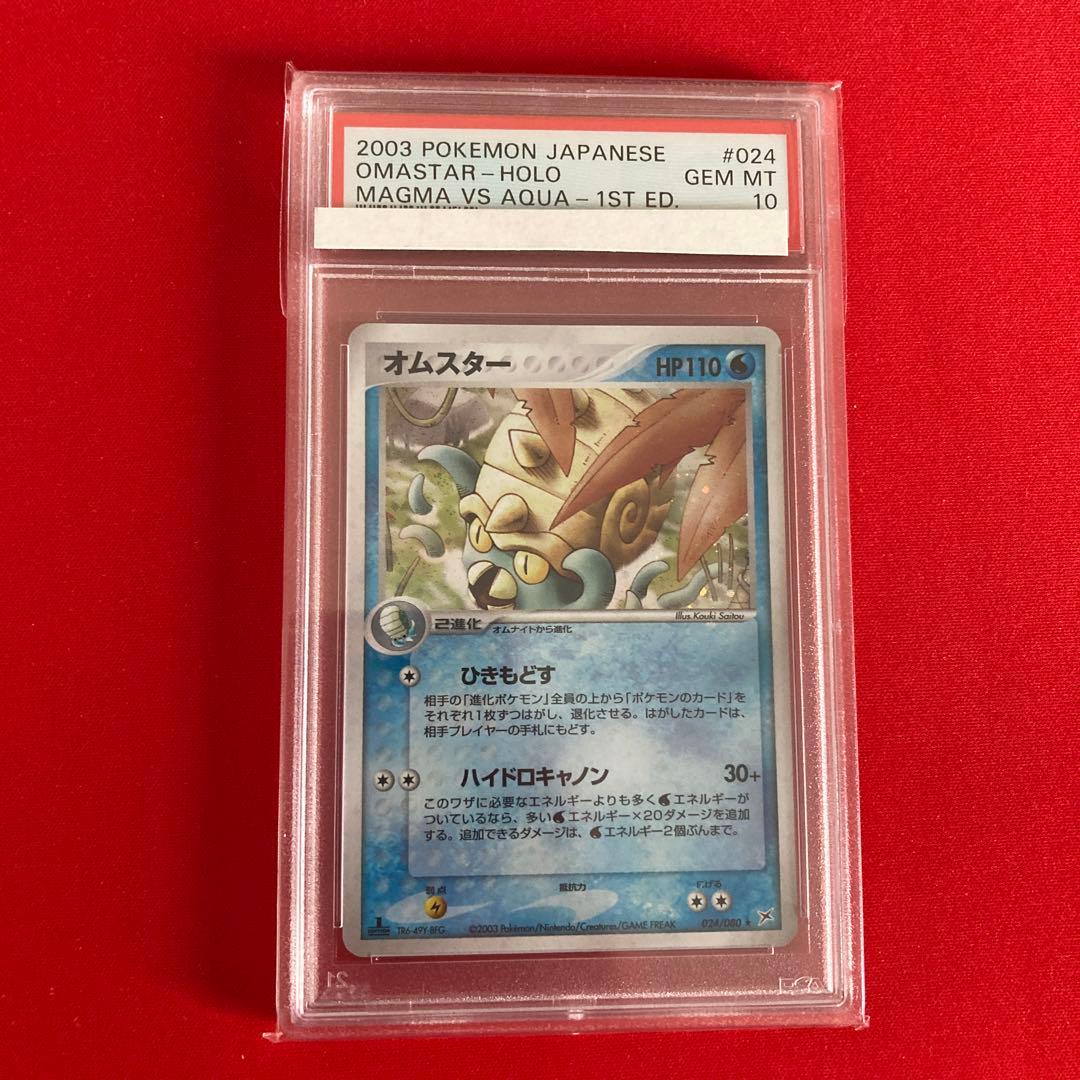 2003 POKEMON JAPANESE #024
OMASTAR - HOLO GEM MT
MAGMA VS AQUA - 1ST ED. 10
オムスター HP110
Illus. Kouki Saitou
2進化 オムナイトから進化
ひきもどす
相手の「進化ポケモン」全員の上から「ポケモンのカード」を
それぞれ1枚ずつはがし、退化させる。はがしたカードは、
相手プレイヤーの手札にもどす。
ハイドロキャノン 30+
このワザに必要なエネルギーよりも多くエネルギーが
ついているなら、多いエネルギー×20ダメージを追加
する。追加できるダメージは、エネルギー2個ぶんまで。
弱点 抵抗力 にげる
1 EDITION TR6-49Y-BFG ©2003 Pokémon/Nintendo/Creatures/GAME FREAK 024/080 ★